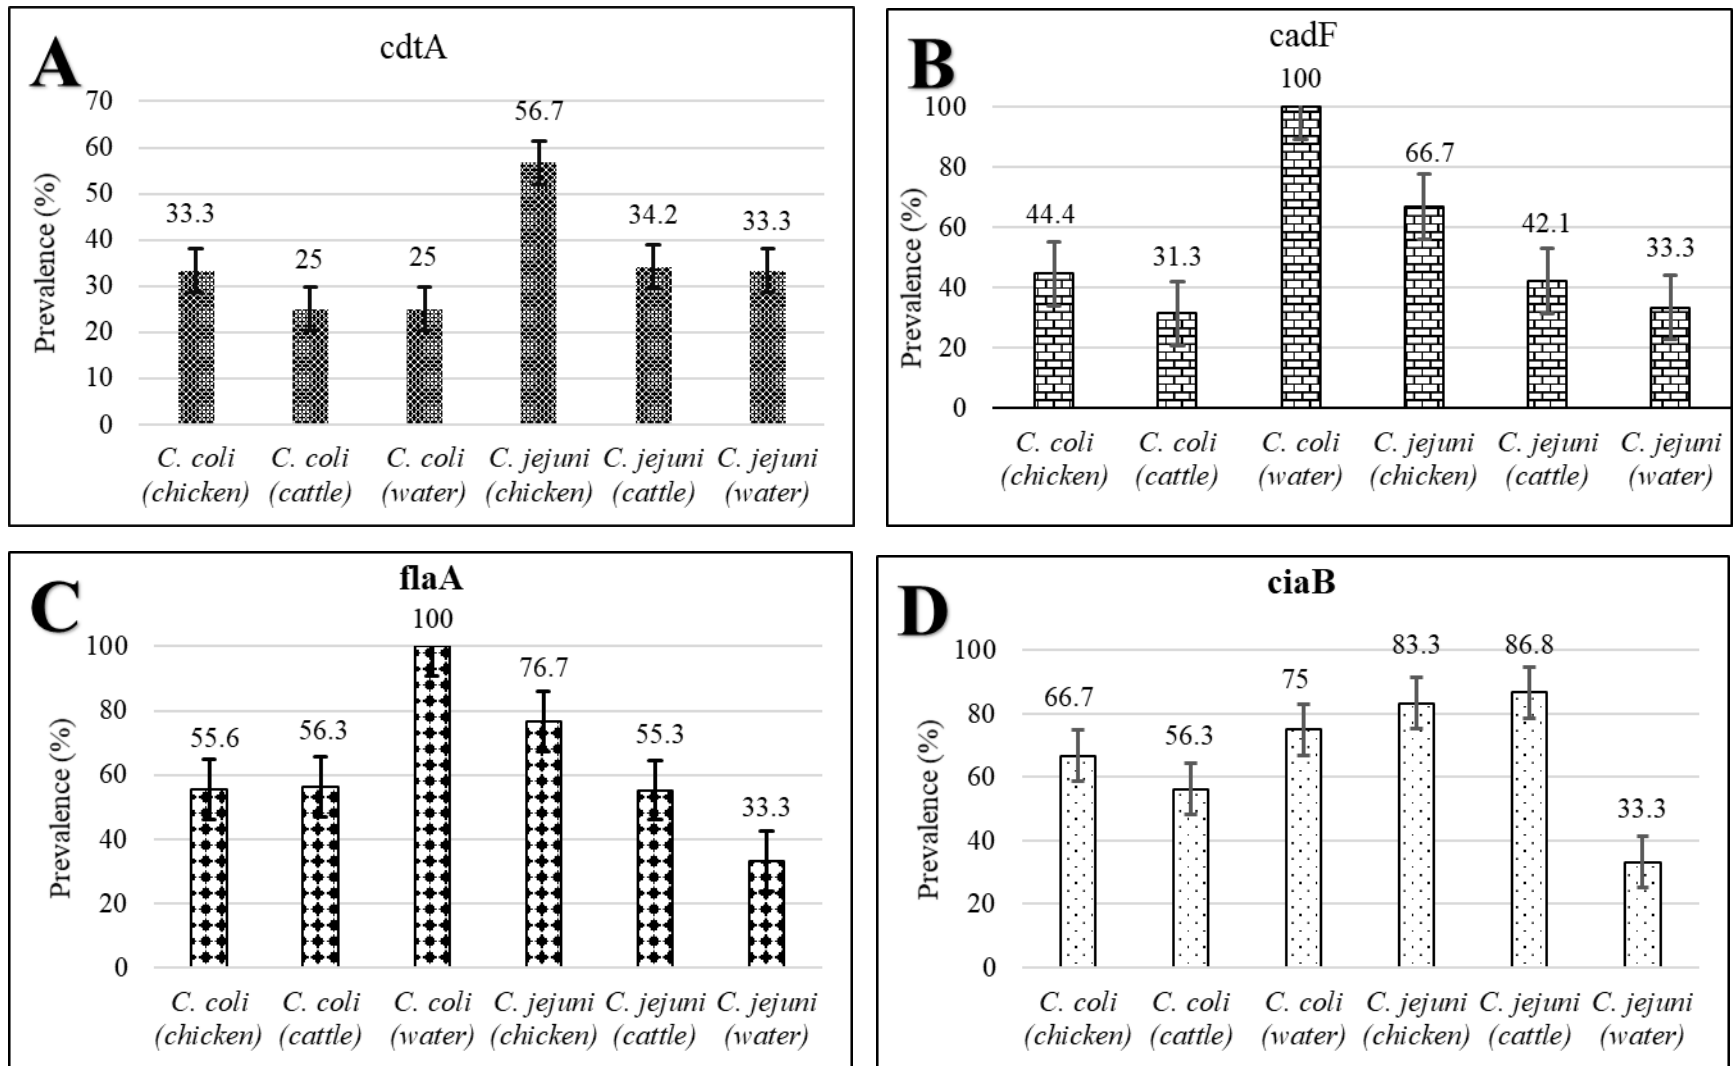 A
cdtA
Prevalence (%)
70
60
50
40
30
20
10
0
33.3
25
25
56.7
34.2
33.3
C. coli C. coli C. coli C. jejuni C. jejuni C. jejuni
(chicken) (cattle) (water) (chicken) (cattle) (water)
B
cadF
Prevalence (%)
100
80
60
40
20
0
44.4
31.3
100
66.7
42.1
33.3
C. coli C. coli C. coli C. jejuni C. jejuni C. jejuni
(chicken) (cattle) (water) (chicken) (cattle) (water)
C
flaA
Prevalence (%)
100
80
60
40
20
0
55.6
56.3
100
76.7
55.3
33.3
C. coli C. coli C. coli C. jejuni C. jejuni C. jejuni
(chicken) (cattle) (water) (chicken) (cattle) (water)
D
ciaB
Prevalence (%)
100
80
60
40
20
0
66.7
56.3
75
83.3
86.8
33.3
C. coli C. coli C. coli C. jejuni C. jejuni C. jejuni
(chicken) (cattle) (water) (chicken) (cattle) (water)